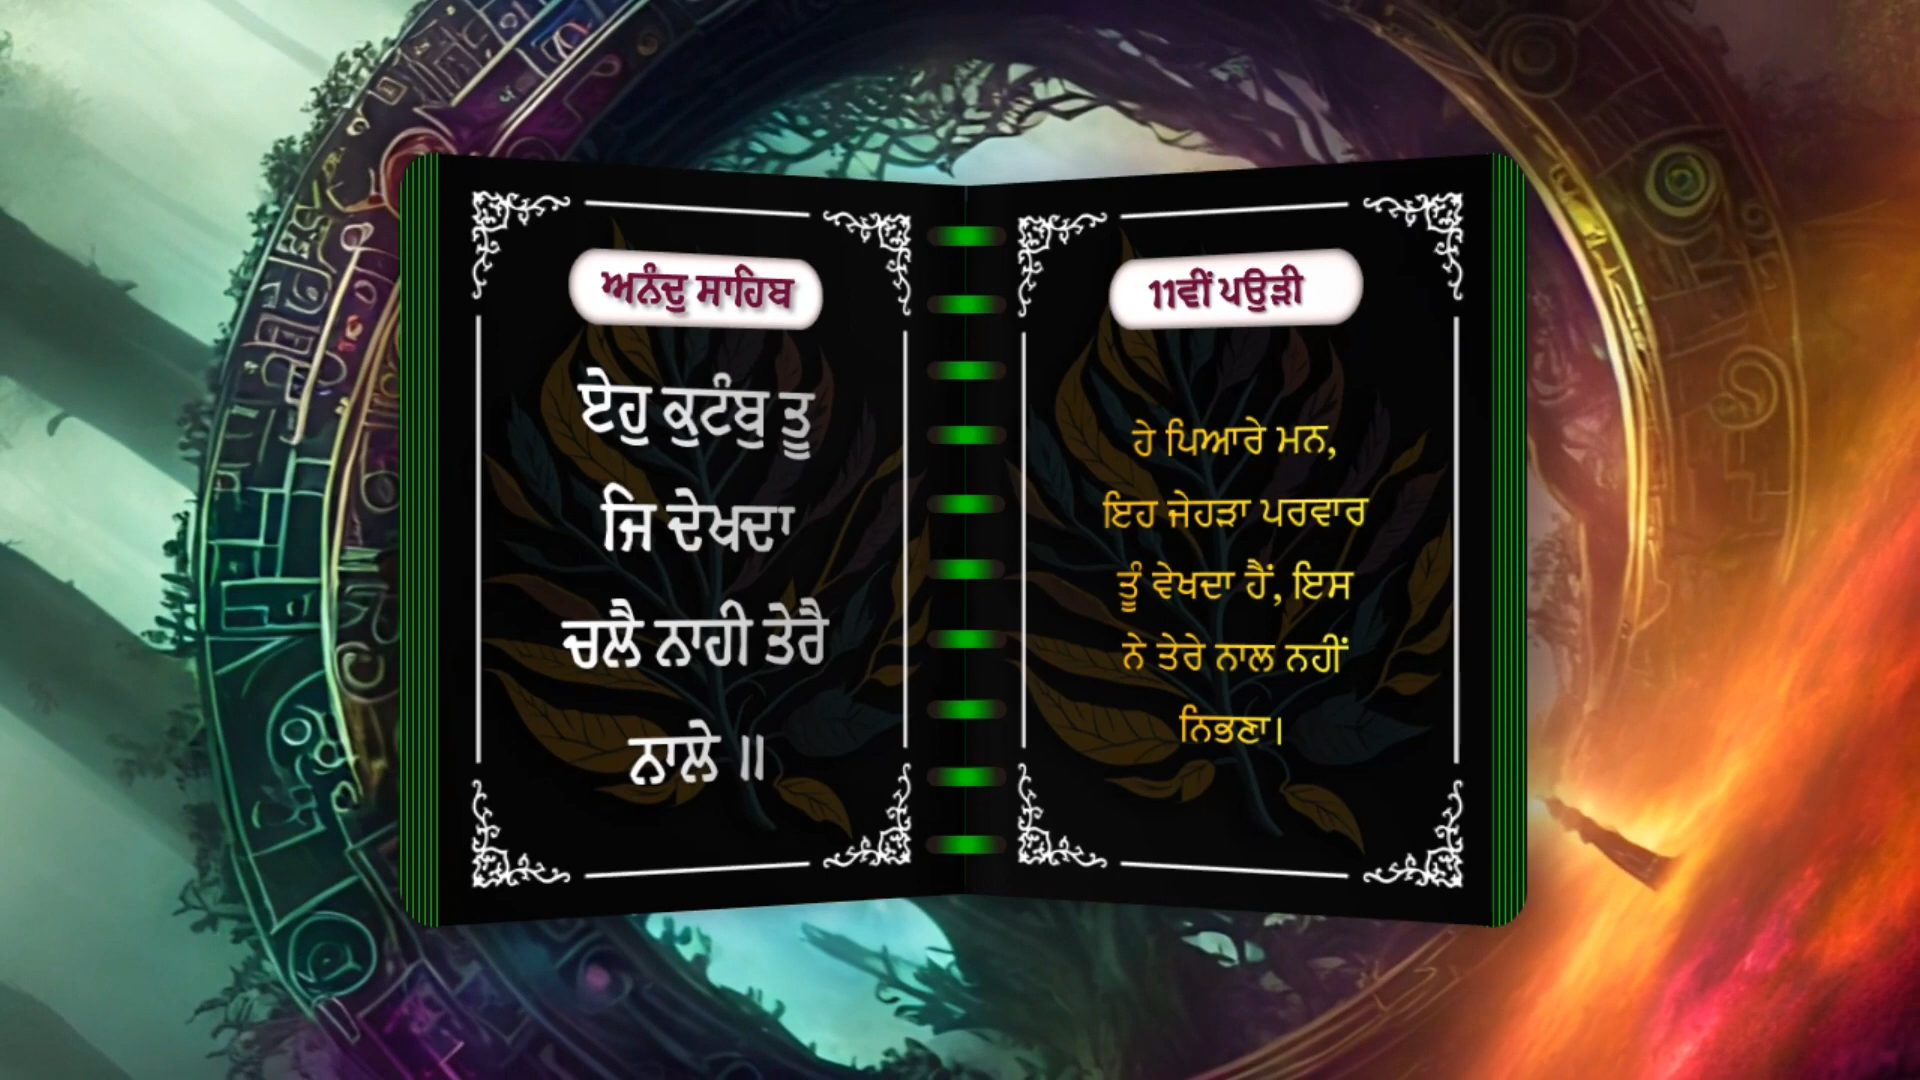 ਅਨੰਦੁ ਸਾਹਿਬ
ਏਹੁ ਕੁਟੰਬੁ ਤੂ
ਜਿ ਦੇਖਦਾ
ਚਲੈ ਨਾਹੀ ਤੇਰੈ
ਨਾਲੇ ॥
11ਵੀਂ ਪਉੜੀ
ਹੇ ਪਿਆਰੇ ਮਨ,
ਇਹ ਜੇਹੜਾ ਪਰਵਾਰ
ਤੂੰ ਵੇਖਦਾ ਹੈਂ, ਇਸ
ਨੇ ਤੇਰੇ ਨਾਲ ਨਹੀਂ
ਨਿਭਣਾ।